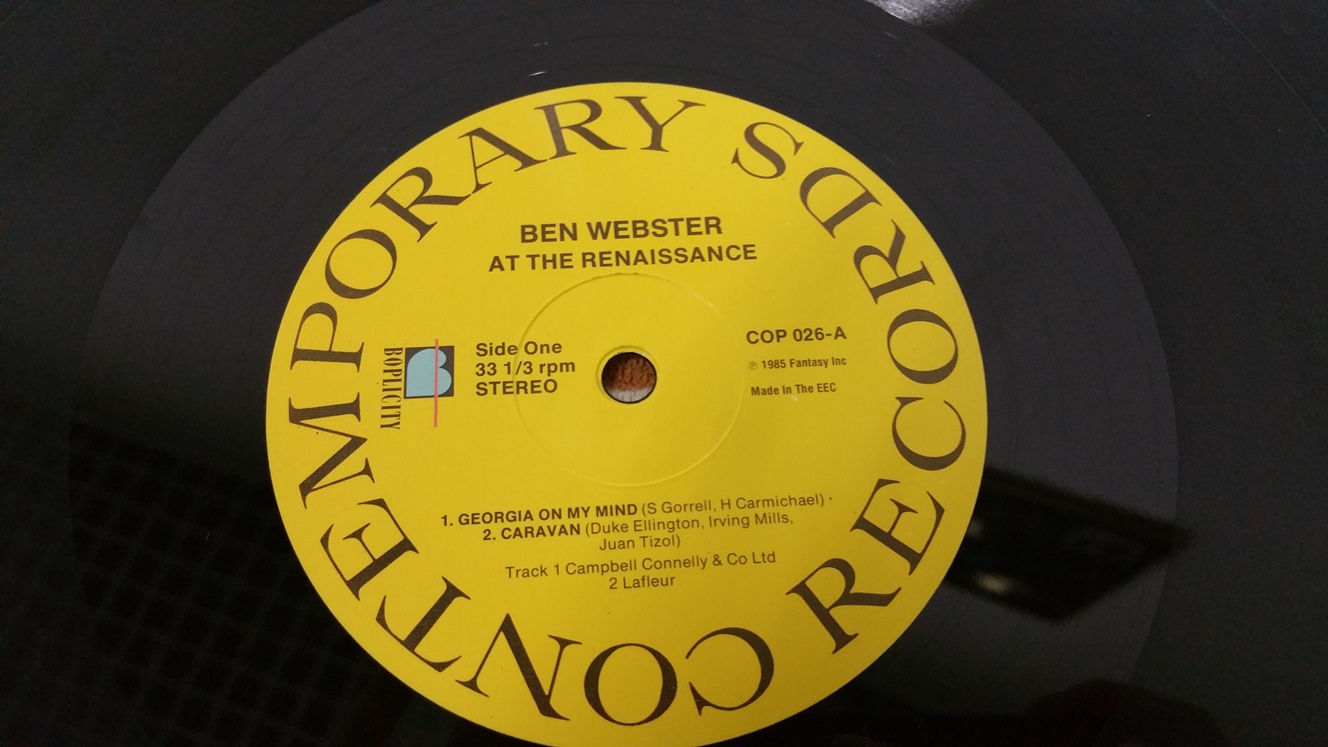 CONTEMPORARY RECORDS
BEN WEBSTER
AT THE RENAISSANCE
BOPLICITY
Side One
33 1/3 rpm
STEREO
COP 026-A
℗ 1985 Fantasy Inc
Made In The EEC
1. GEORGIA ON MY MIND (S Gorrell, H Carmichael)
2. CARAVAN (Duke Ellington, Irving Mills,
Juan Tizol)
Track 1 Campbell Connelly & Co Ltd
2 Lafleur